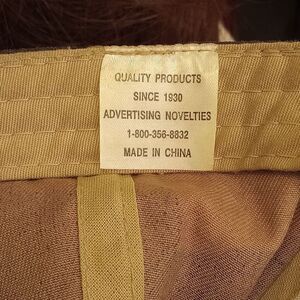 QUALITY PRODUCTS
SINCE 1930
ADVERTISING NOVELTIES
1-800-356-8832
MADE IN CHINA